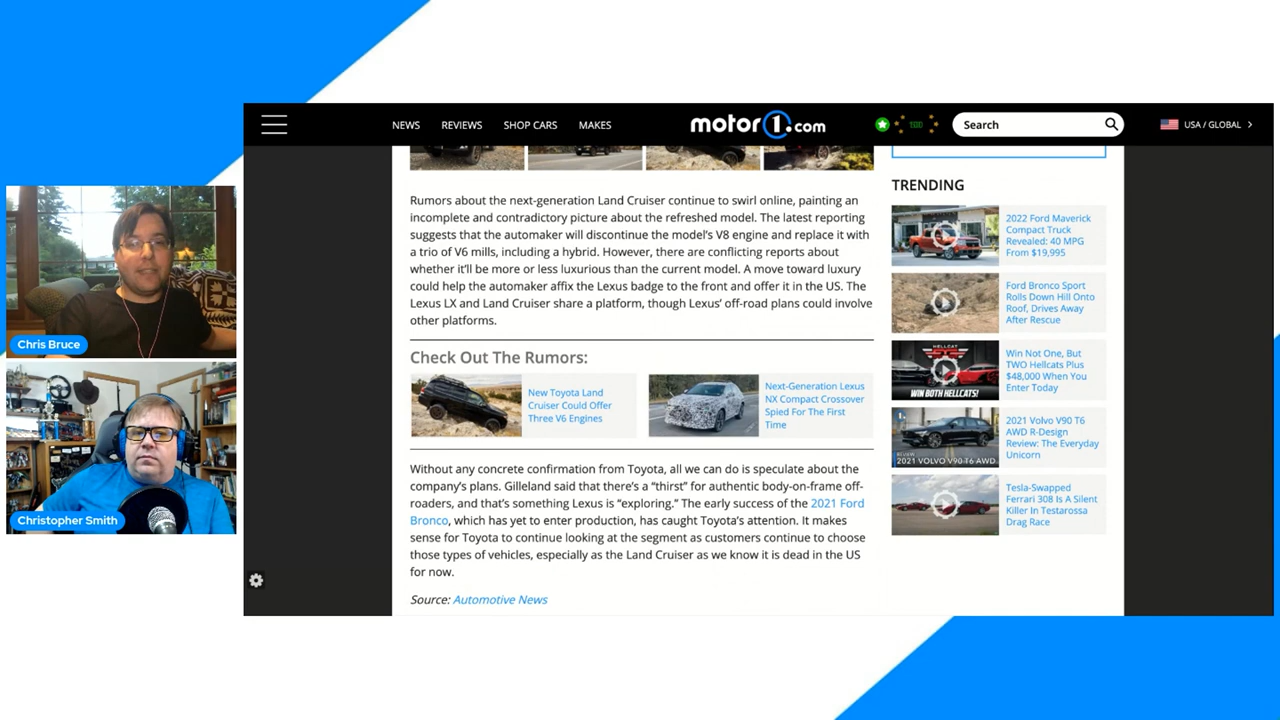 NEWS
REVIEWS
SHOP CARS
MAKES
motor1.com
Search
USA / GLOBAL
Rumors about the next-generation Land Cruiser continue to swirl online, painting an
incomplete and contradictory picture about the refreshed model. The latest reporting
suggests that the automaker will discontinue the model's V8 engine and replace it with
a trio of V6 mills, including a hybrid. However, there are conflicting reports about
whether it'll be more or less luxurious than the current model. A move toward luxury
could help the automaker affix the Lexus badge to the front and offer it in the US. The
Lexus LX and Land Cruiser share a platform, though Lexus' off-road plans could involve
other platforms.
Check Out The Rumors:
New Toyota Land
Cruiser Could Offer
Three V6 Engines
Next-Generation Lexus
NX Compact Crossover
Spied For The First
Time
Without any concrete confirmation from Toyota, all we can do is speculate about the
company's plans. Gilleland said that there's a "thirst" for authentic body-on-frame off-
roaders, and that's something Lexus is "exploring." The early success of the 2021 Ford
Bronco, which has yet to enter production, has caught Toyota's attention. It makes
sense for Toyota to continue looking at the segment as customers continue to choose
those types of vehicles, especially as the Land Cruiser as we know it is dead in the US
for now.
Source: Automotive News
TRENDING
2022 Ford Maverick
Compact Truck
Revealed: 40 MPG
From $19,995
Ford Bronco Sport
Rolls Down Hill Onto
Roof, Drives Away
After Rescue
HELLCAT
WIN BOTH HELLCATS!
Win Not One, But
TWO Hellcats Plus
$48,000 When You
Enter Today
REVIEW
2021 VOLVO V90 T6 AWD
2021 Volvo V90 T6
AWD R-Design
Review: The Everyday
Unicorn
Tesla-Swapped
Ferrari 308 Is A Silent
Killer In Testarossa
Drag Race
Chris Bruce
Christopher Smith